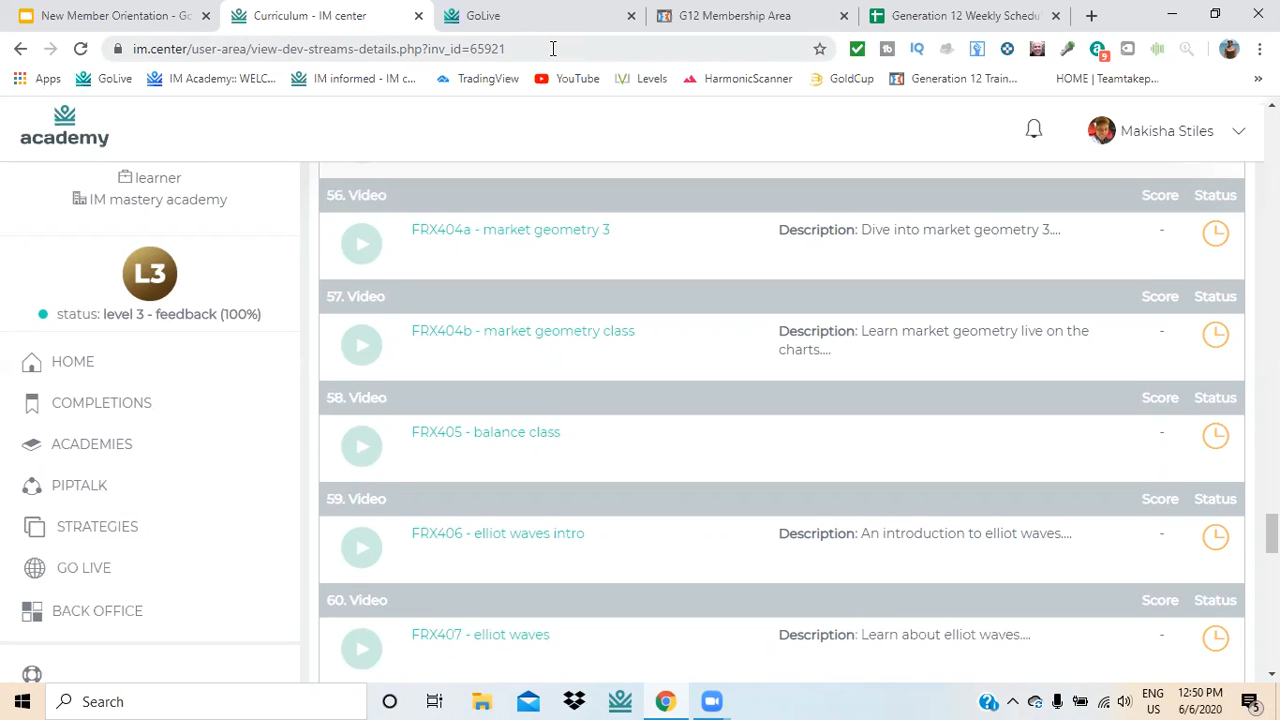 New Member Orientation - Go
Curriculum - IM center
GoLive
G12 Membership Area
Generation 12 Weekly Schedu
im.center/user-area/view-dev-streams-details.php?inv_id=65921
Apps
GoLive
IM Academy:: WELC...
IM informed - IM c...
TradingView
YouTube
Levels
HarmonicScanner
GoldCup
Generation 12 Train...
HOME | Teamtakep...
academy
Makisha Stiles
learner
IM mastery academy
L3
status: level 3 - feedback (100%)
HOME
COMPLETIONS
ACADEMIES
PIPTALK
STRATEGIES
GO LIVE
BACK OFFICE
56. Video Score Status
FRX404a - market geometry 3 Description: Dive into market geometry 3.... -
57. Video Score Status
FRX404b - market geometry class Description: Learn market geometry live on the -
charts....
58. Video Score Status
FRX405 - balance class -
59. Video Score Status
FRX406 - elliot waves intro Description: An introduction to elliot waves.... -
60. Video Score Status
FRX407 - elliot waves Description: Learn about elliot waves.... -
Search
ENG
US
12:50 PM
6/6/2020
5